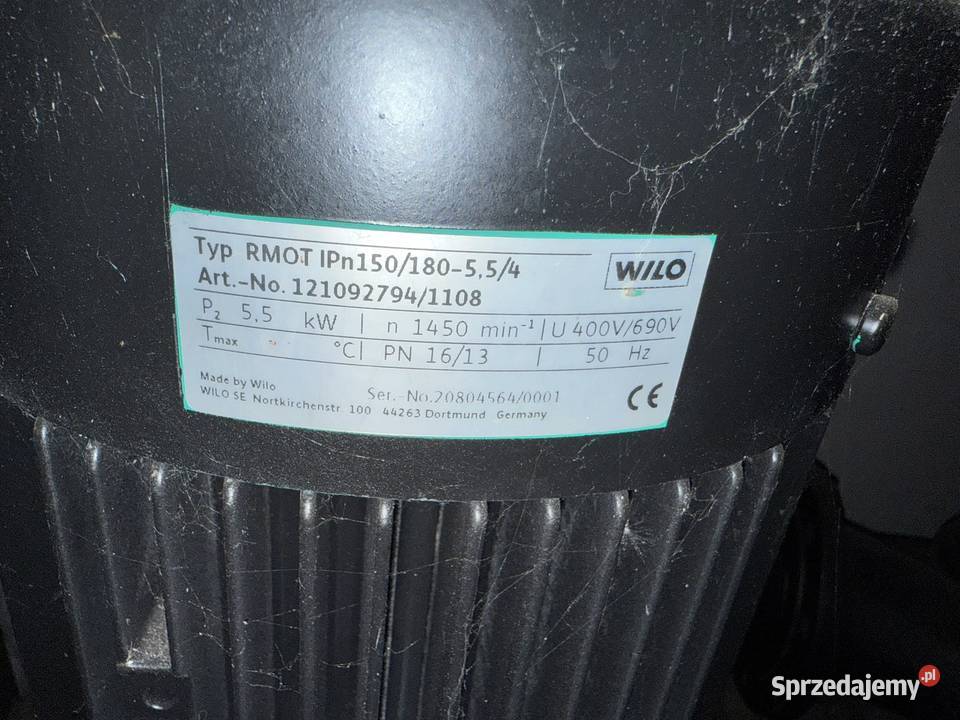 Typ RMOT IPn150/180-5,5/4
WILO
Art.-No. 121092794/1108
P2 5,5 kW | n 1450 min-1 | U 400V/690V
Tmax °C | PN 16/13 | 50 Hz
Made by Wilo
Ser.-No.20804564/0001
WILO SE Nortkirchenstr. 100 44263 Dortmund Germany
CE
Sprzedajemy.pl